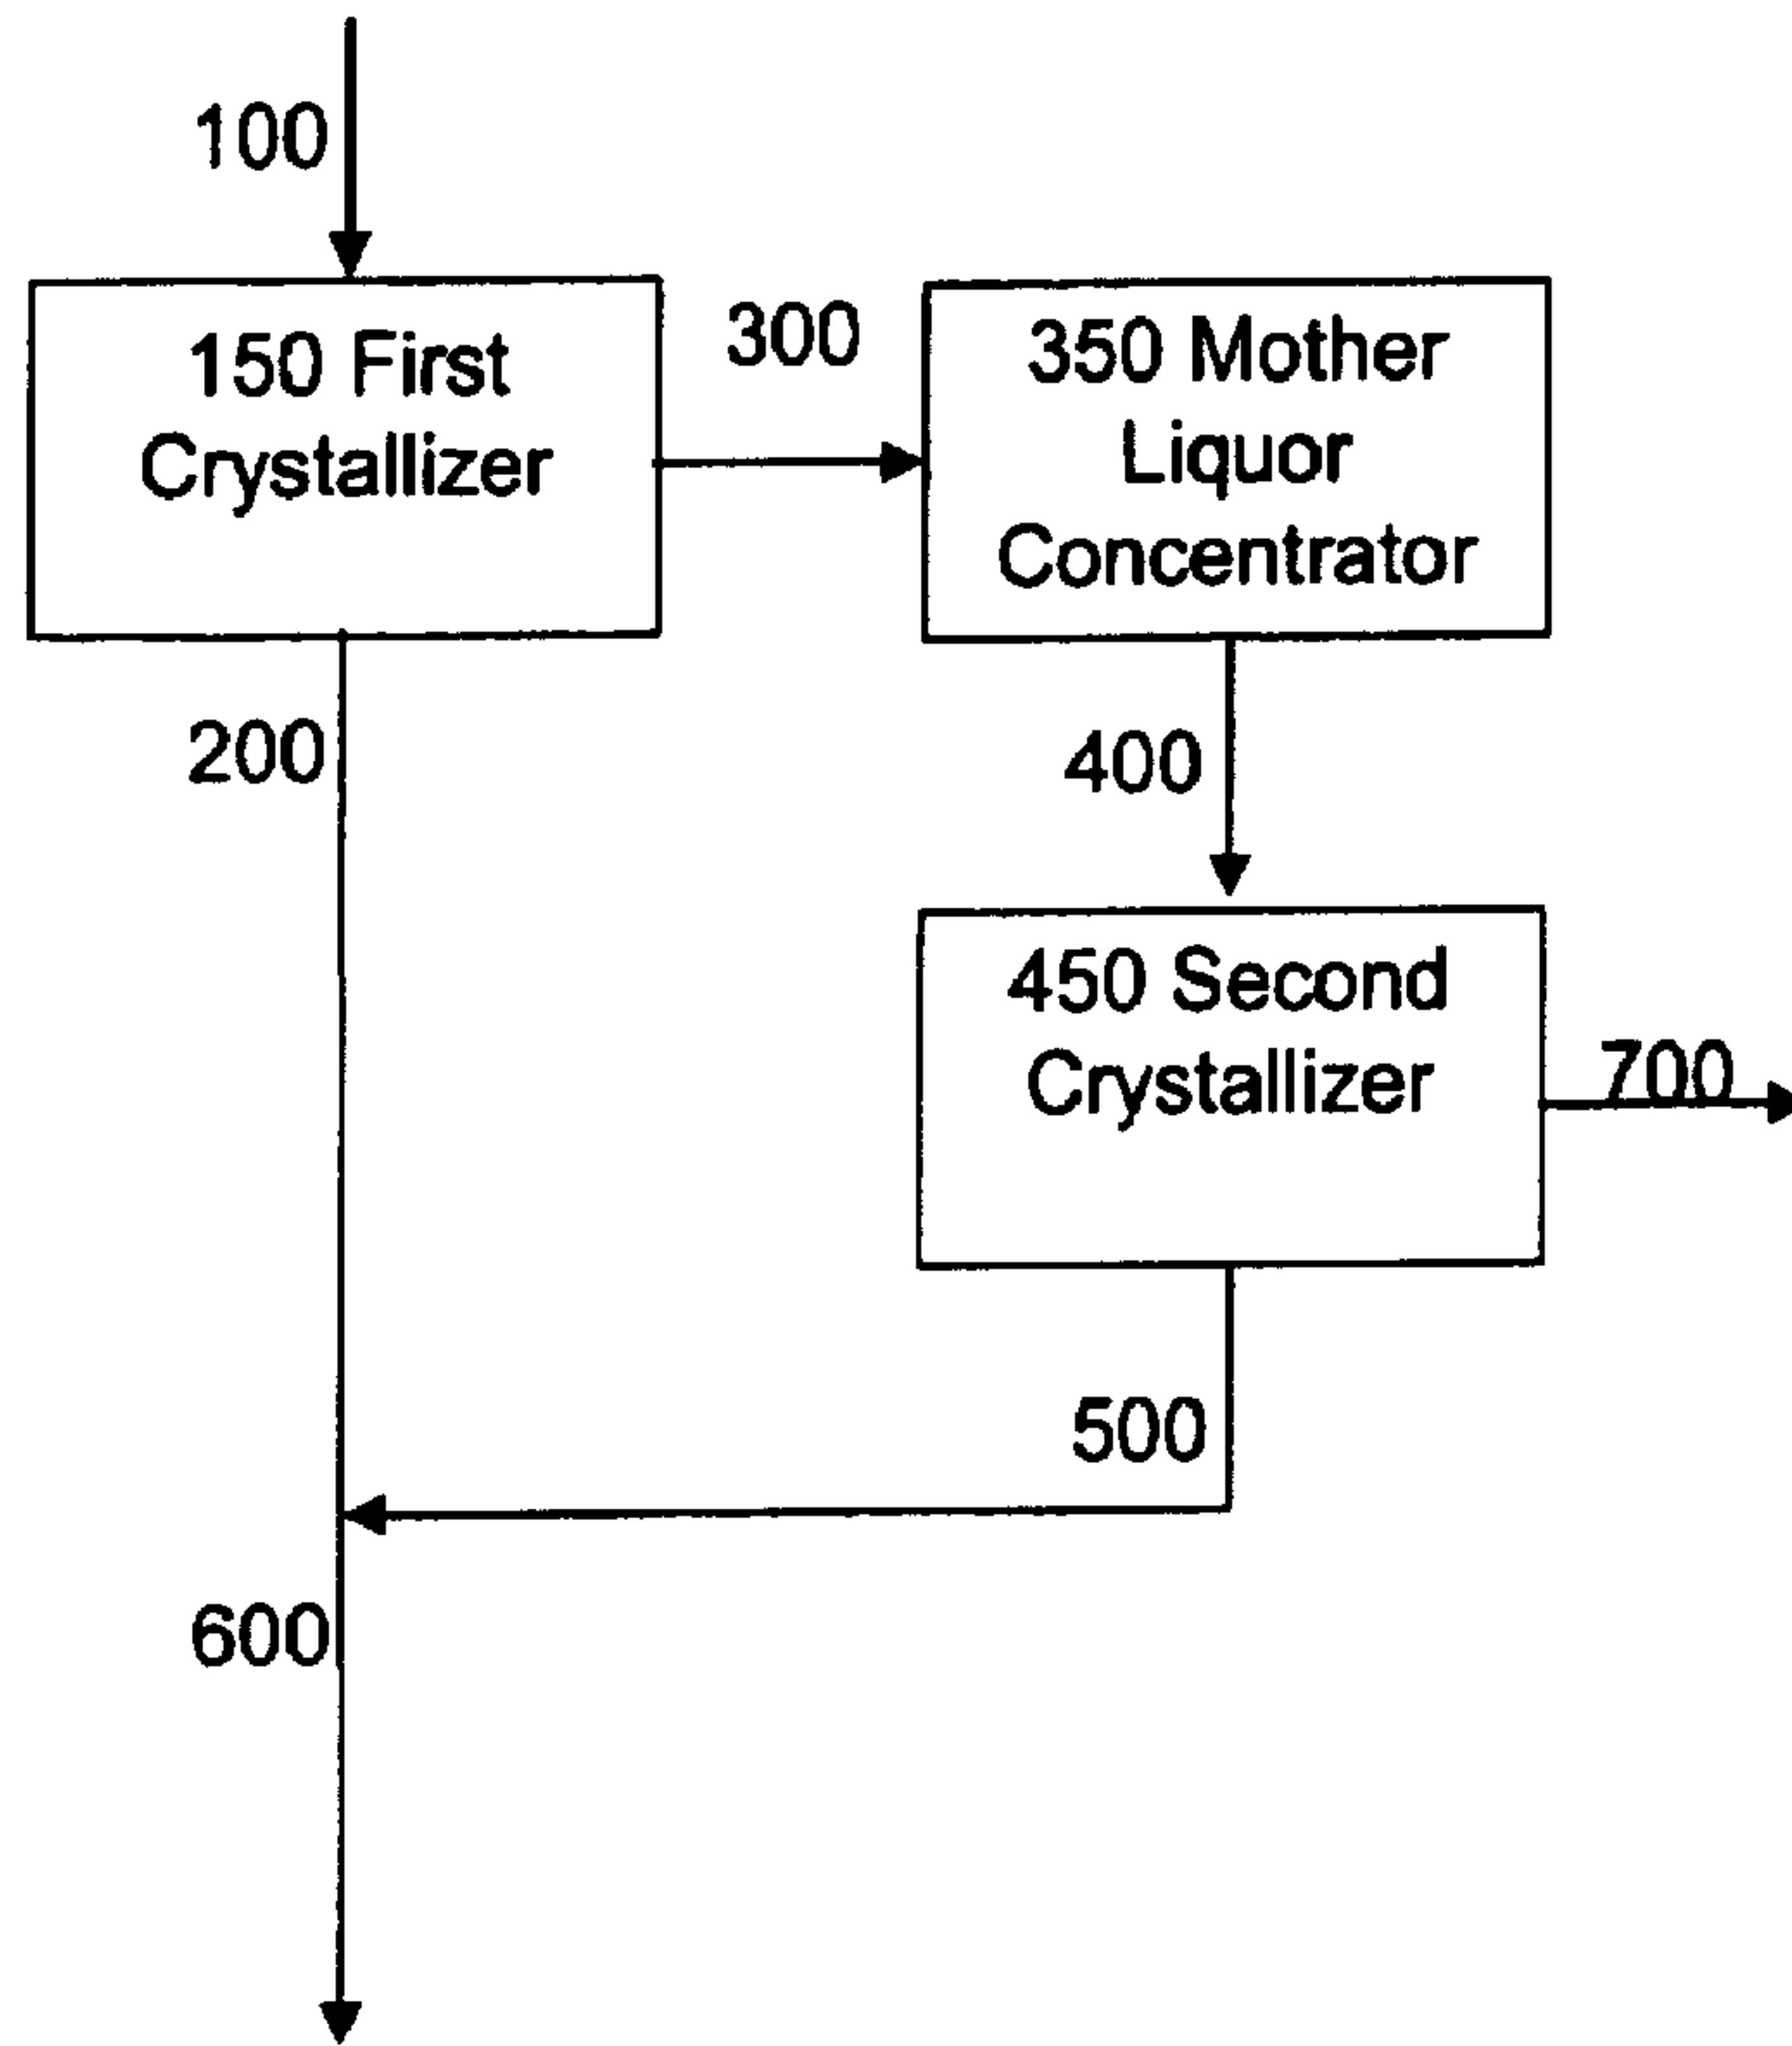 100
150 First
Crystallizer
300
350 Mother
Liquor
Concentrator
200
400
450 Second
Crystallizer
700
500
600